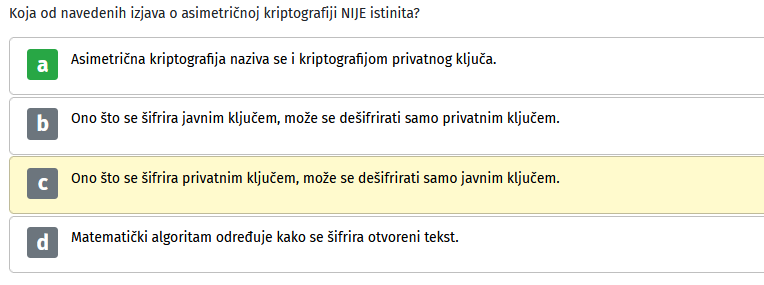 Koja od navedenih izjava o asimetričnoj kriptografiji NIJE istinita?
a Asimetrična kriptografija naziva se i kriptografijom privatnog ključa.
b Ono što se šifrira javnim ključem, može se dešifrirati samo privatnim ključem.
c Ono što se šifrira privatnim ključem, može se dešifrirati samo javnim ključem.
d Matematički algoritam određuje kako se šifrira otvoreni tekst.